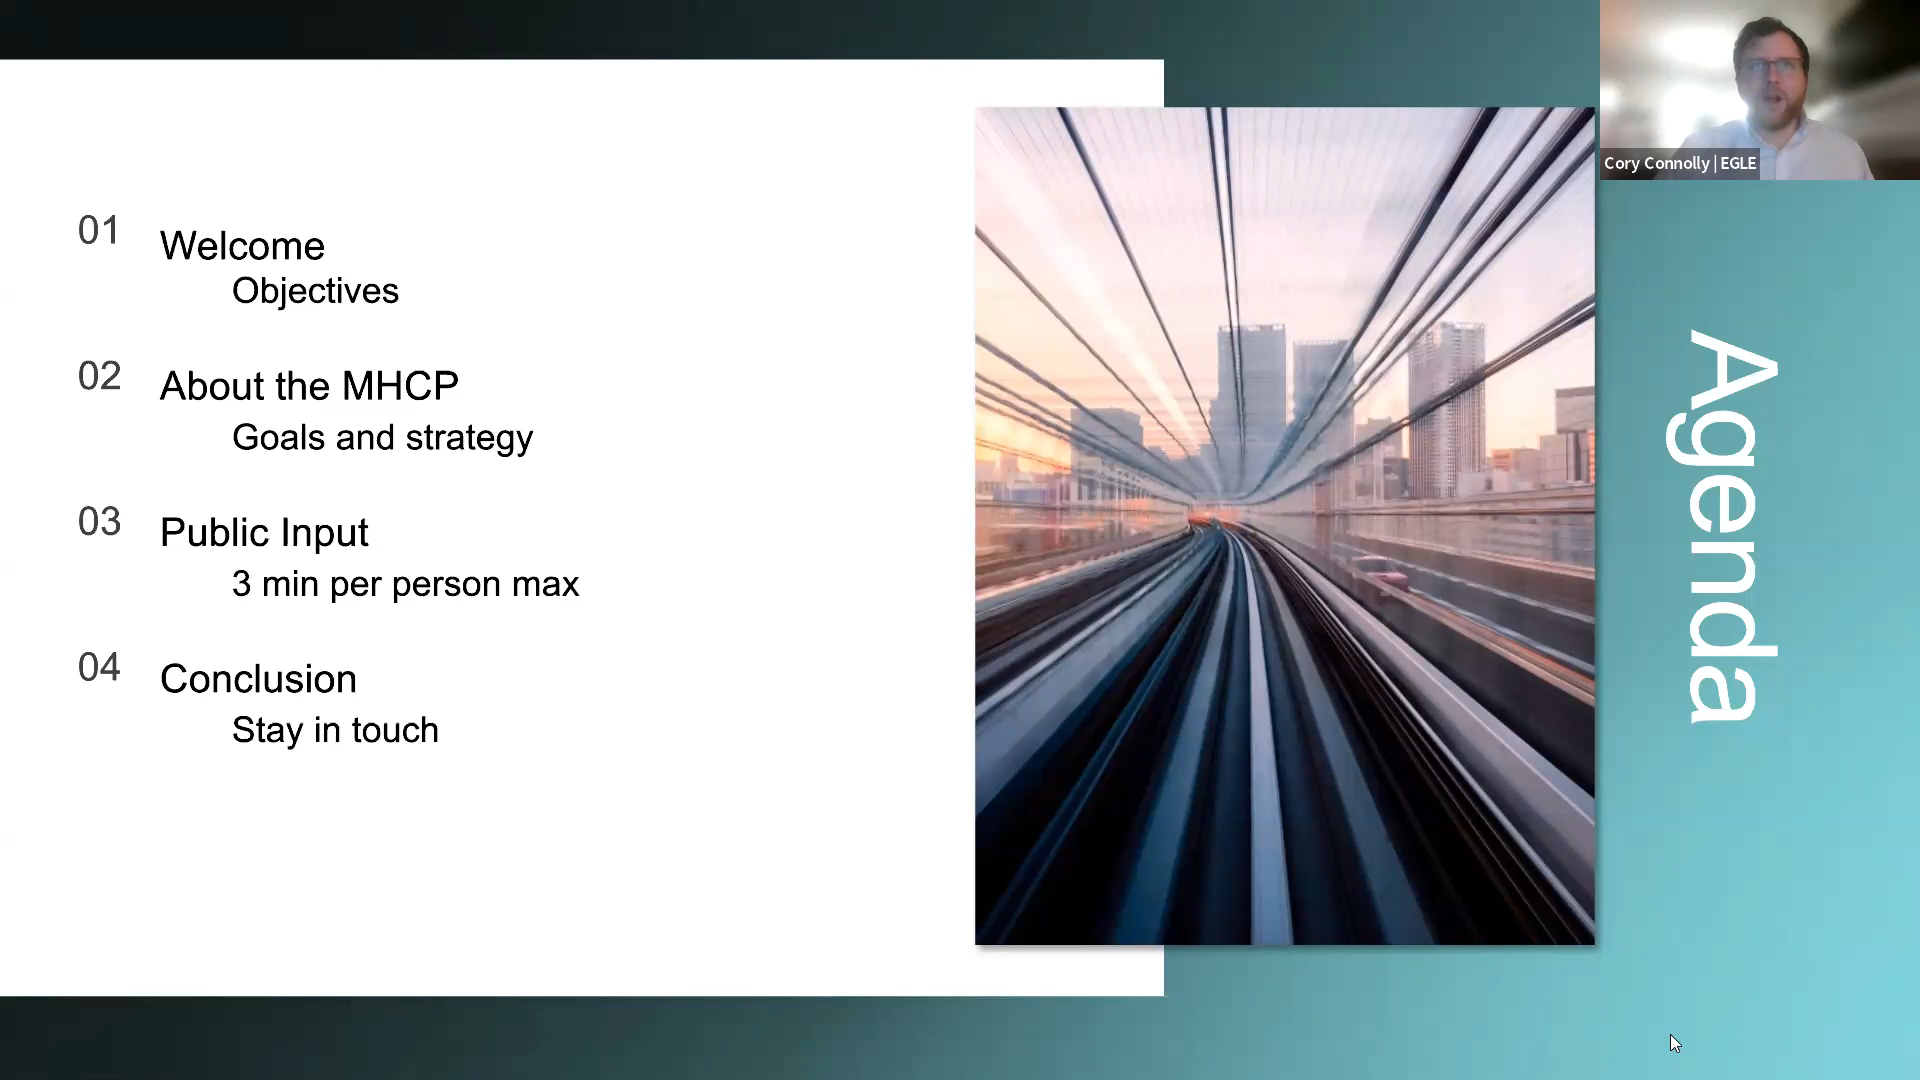 01
Welcome
Objectives
02
About the MHCP
Goals and strategy
03
Public Input
3 min per person max
04
Conclusion
Stay in touch
Agenda
Cory Connolly | EGLE